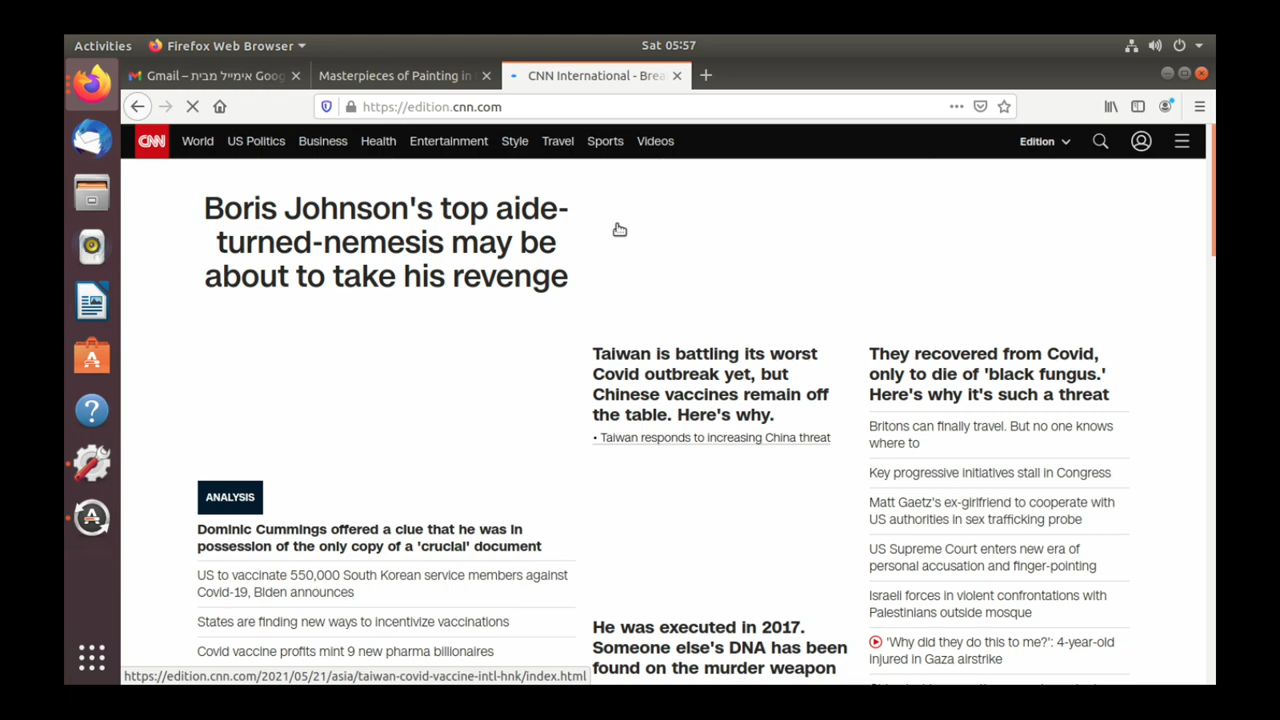 Activities
Firefox Web Browser
Sat 05:57
Gmail – אימייל מבית Goog
Masterpieces of Painting in
CNN International - Brea
https://edition.cnn.com
CNN
World
US Politics
Business
Health
Entertainment
Style
Travel
Sports
Videos
Edition
Boris Johnson's top aide-
turned-nemesis may be
about to take his revenge
ANALYSIS
Dominic Cummings offered a clue that he was in
possession of the only copy of a 'crucial' document
US to vaccinate 550,000 South Korean service members against
Covid-19, Biden announces
States are finding new ways to incentivize vaccinations
Covid vaccine profits mint 9 new pharma billionaires
Taiwan is battling its worst
Covid outbreak yet, but
Chinese vaccines remain off
the table. Here's why.
• Taiwan responds to increasing China threat
He was executed in 2017.
Someone else's DNA has been
found on the murder weapon
They recovered from Covid,
only to die of 'black fungus.'
Here's why it's such a threat
Britons can finally travel. But no one knows
where to
Key progressive initiatives stall in Congress
Matt Gaetz's ex-girlfriend to cooperate with
US authorities in sex trafficking probe
US Supreme Court enters new era of
personal accusation and finger-pointing
Israeli forces in violent confrontations with
Palestinians outside mosque
'Why did they do this to me?': 4-year-old
injured in Gaza airstrike
https://edition.cnn.com/2021/05/21/asia/taiwan-covid-vaccine-intl-hnk/index.html